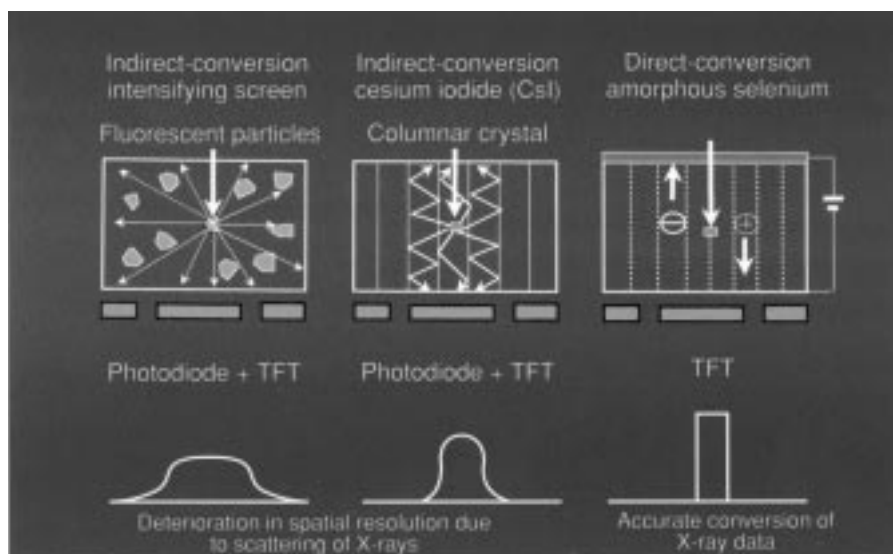 Indirect-conversion
intensifying screen
Indirect-conversion
cesium iodide (CsI)
Direct-conversion
amorphous selenium
Fluorescent particles
Columnar crystal
Photodiode + TFT
Photodiode + TFT
TFT
Deterioration in spatial resolution due
to scattering of X-rays
Accurate conversion of
X-ray data